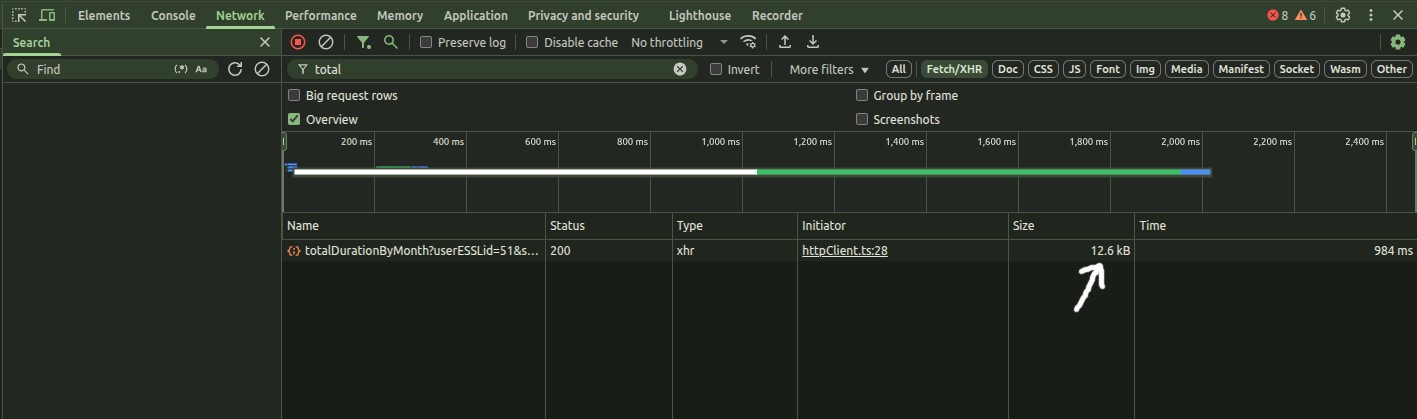 Elements Console Network Performance Memory Application Privacy and security Lighthouse Recorder 8 6
Search Preserve log Disable cache No throttling
Find (.*) Aa total Invert More filters All Fetch/XHR Doc CSS JS Font Img Media Manifest Socket Wasm Other
Big request rows Group by frame
Overview Screenshots
200 ms 400 ms 600 ms 800 ms 1,000 ms 1,200 ms 1,400 ms 1,600 ms 1,800 ms 2,000 ms 2,200 ms 2,400 ms
Name Status Type Initiator Size Time
totalDurationByMonth?userESSLid=51&s... 200 xhr httpClient.ts:28 12.6 kB 984 ms